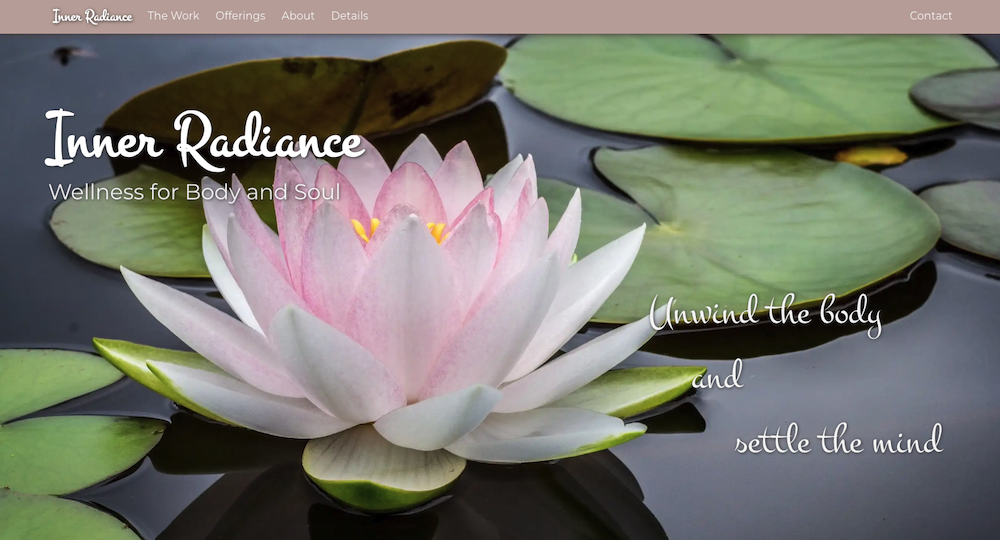 Inner Radiance The Work Offerings About Details Contact
Inner Radiance
Wellness for Body and Soul
Unwind the body
and
settle the mind